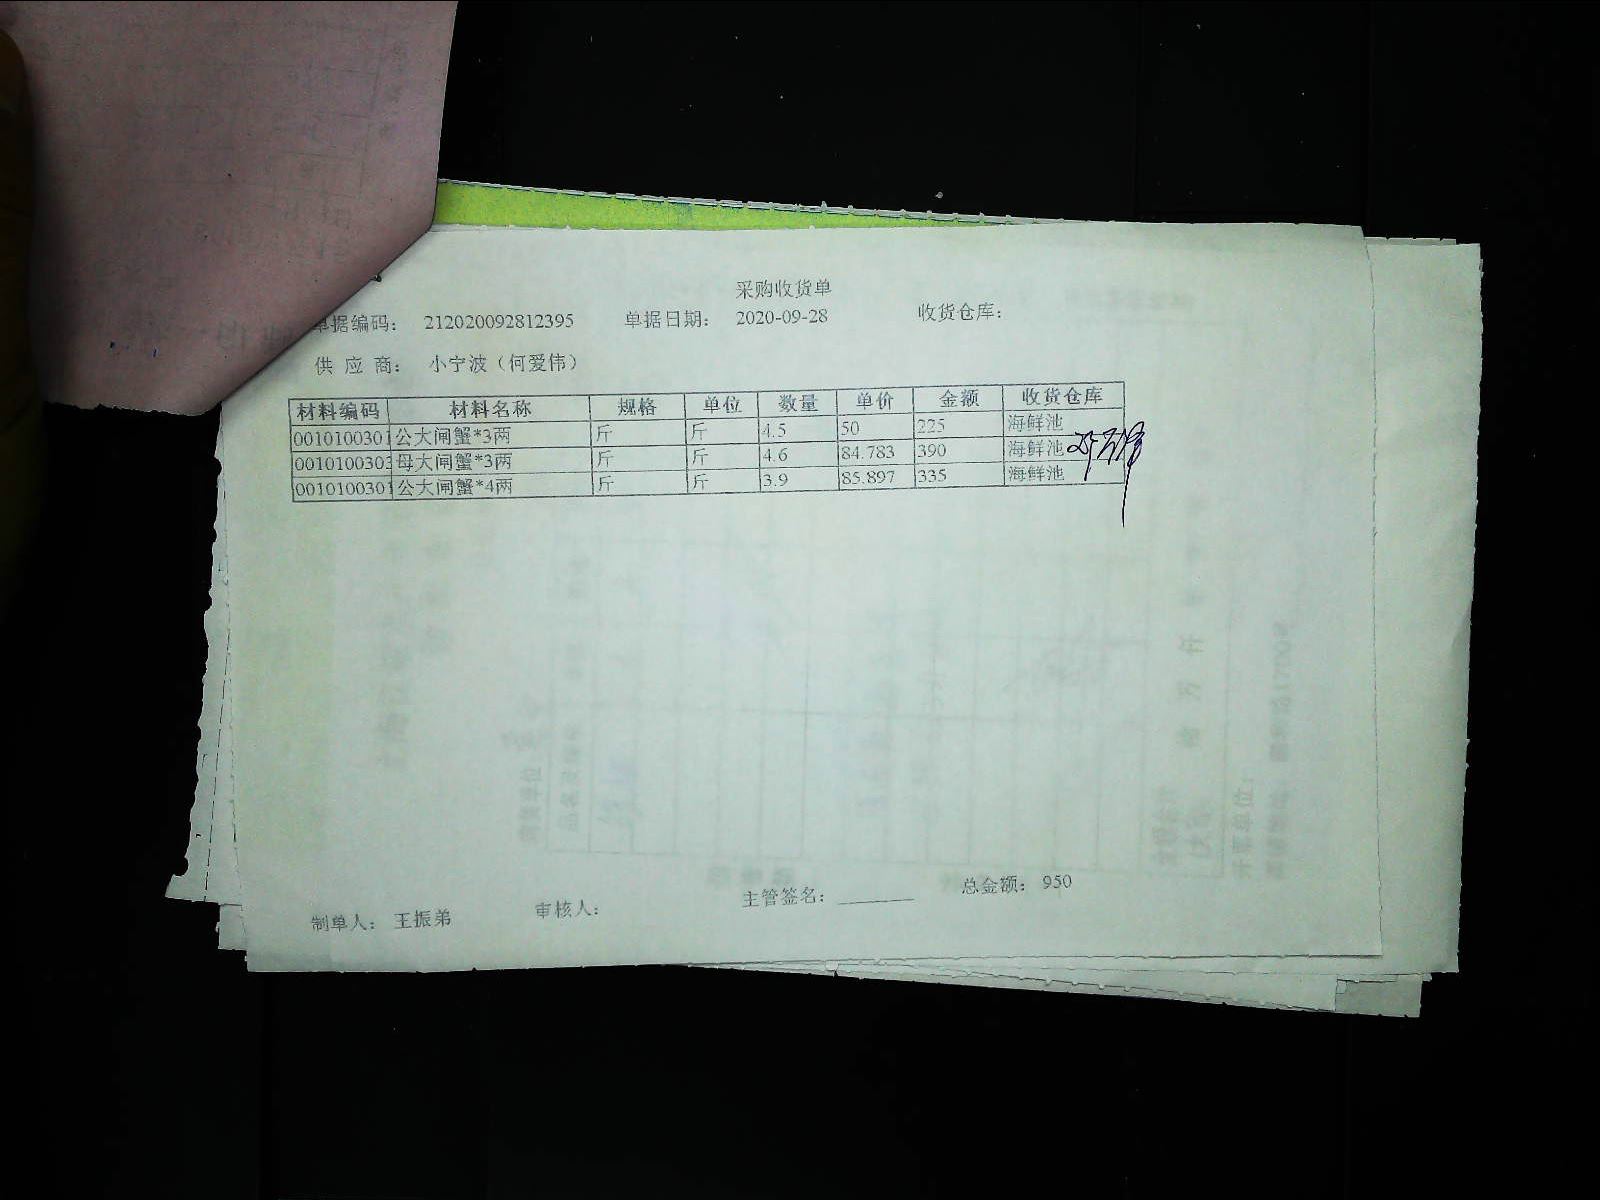 采购收货单
单据编码： 212020092812395 单据日期： 2020-09-28 收货仓库：
供 应 商： 小宁波（何爱伟）
材料编码 材料名称 规格 单位 数量 单价 金额 收货仓库
0010100301 公大闸蟹*3两 斤 斤 4.5 50 225 海鲜池
0010100303 母大闸蟹*3两 斤 斤 4.6 84.783 390 海鲜池
0010100301 公大闸蟹*4两 斤 斤 3.9 85.897 335 海鲜池
制单人： 王振弟 审核人： 主管签名： 总金额： 950